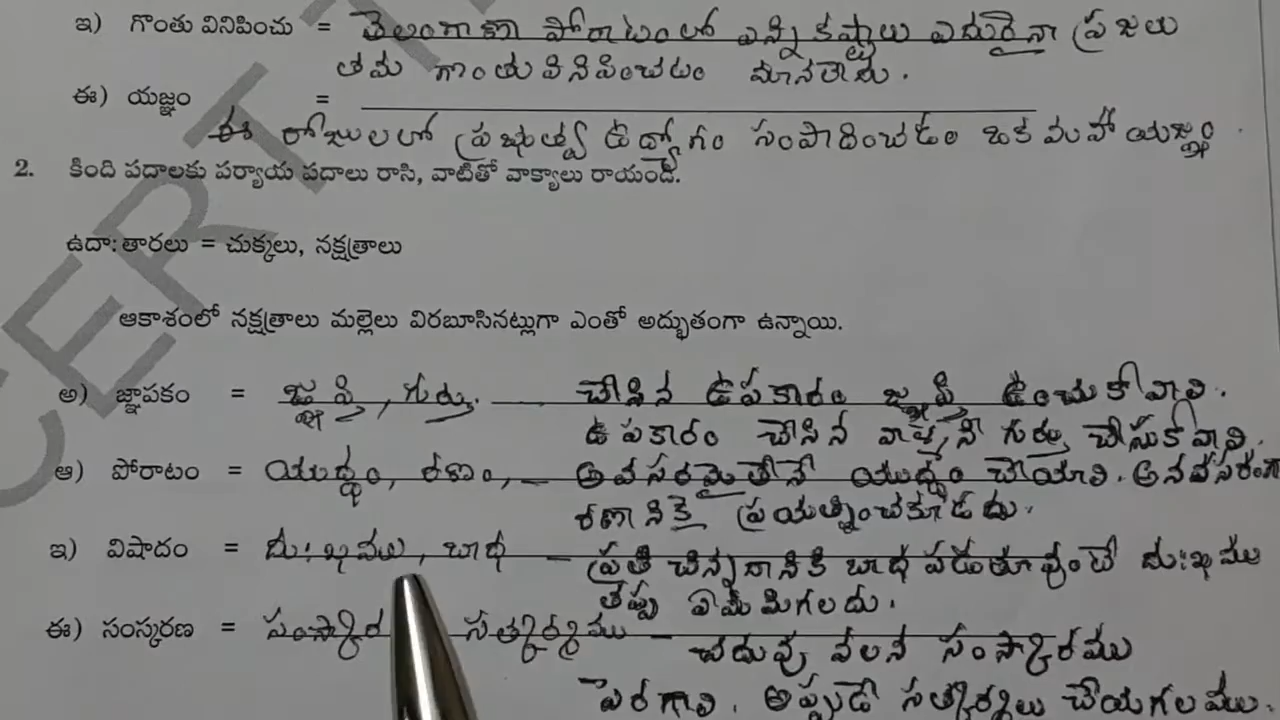 ఇ) గొంతు వినిపించు = తెలంగాణా పోరాటంలో ఎన్ని కష్టాలు ఎదురైనా ప్రజలు
తమ గొంతు వినిపించటం మానలేదు.
ఈ) యజ్ఞం =
ఈ రోజులలో ప్రభుత్వ ఉద్యోగం సంపాదించడం ఒక మహా యజ్ఞం.
2. కింది పదాలకు పర్యాయ పదాలు రాసి, వాటితో వాక్యాలు రాయండి.
ఉదా: తారలు = చుక్కలు, నక్షత్రాలు
ఆకాశంలో నక్షత్రాలు మల్లెలు విరబూసినట్లుగా ఎంతో అద్భుతంగా ఉన్నాయి.
అ) జ్ఞాపకం = జ్ఞప్తి, గుర్తు. చేసిన ఉపకారం జ్ఞప్తి ఉంచుకోవాలి.
ఉపకారం చేసిన వాళ్ళని గుర్తు చేసుకోవాలి.
ఆ) పోరాటం = యుద్ధం, రణం, – అవసరమైతేనే యుద్ధం చేయాలి. అనవసరంగా
రణానికై ప్రయత్నించకూడదు.
ఇ) విషాదం = దుఃఖము, బాధ – ప్రతి చిన్నదానికి బాధ పడుతూ వుంటే దుఃఖము
తప్ప ఏమీ మిగలదు.
ఈ) సంస్కరణ = సంస్కార సత్కర్మము – చదువు వలన సంస్కారము
పెరగాలి. అప్పుడే సత్కర్మలు చేయగలము.